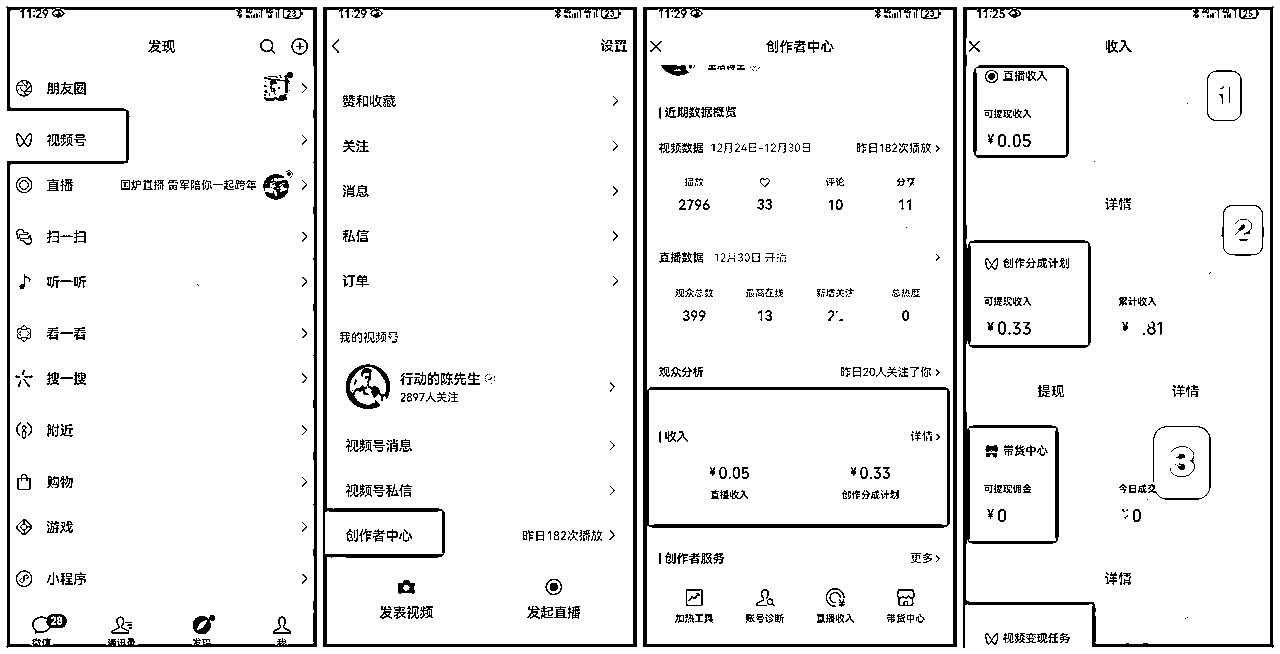 11:29
23
发现
朋友圈
视频号
直播
围炉直播 雷军陪你一起跨年
扫一扫
听一听
看一看
搜一搜
附近
购物
游戏
小程序
28
微信
通讯录
发现
我
11:29
23
设置
赞和收藏
关注
消息
私信
订单
我的视频号
行动的陈先生
2897人关注
视频号消息
视频号私信
创作者中心
昨日182次播放
发表视频
发起直播
11:29
23
创作者中心
近期数据概览
视频数据 12月24日-12月30日
昨日182次播放
播放
评论
分享
2796
33
10
11
直播数据 12月30日 开播
观众总数
最高在线
新增关注
总热度
399
13
0
观众分析
昨日20人关注了你
收入
详情
¥0.05
¥0.33
直播收入
创作分成计划
创作者服务
更多
加热工具
账号诊断
直播收入
带货中心
11:25
25
收入
直播收入
1
可提现收入
¥0.05
详情
2
创作分成计划
可提现收入
累计收入
¥0.33
¥ .81
提现
详情
带货中心
3
可提现佣金
今日成交
¥0
¥0
详情
视频变现任务